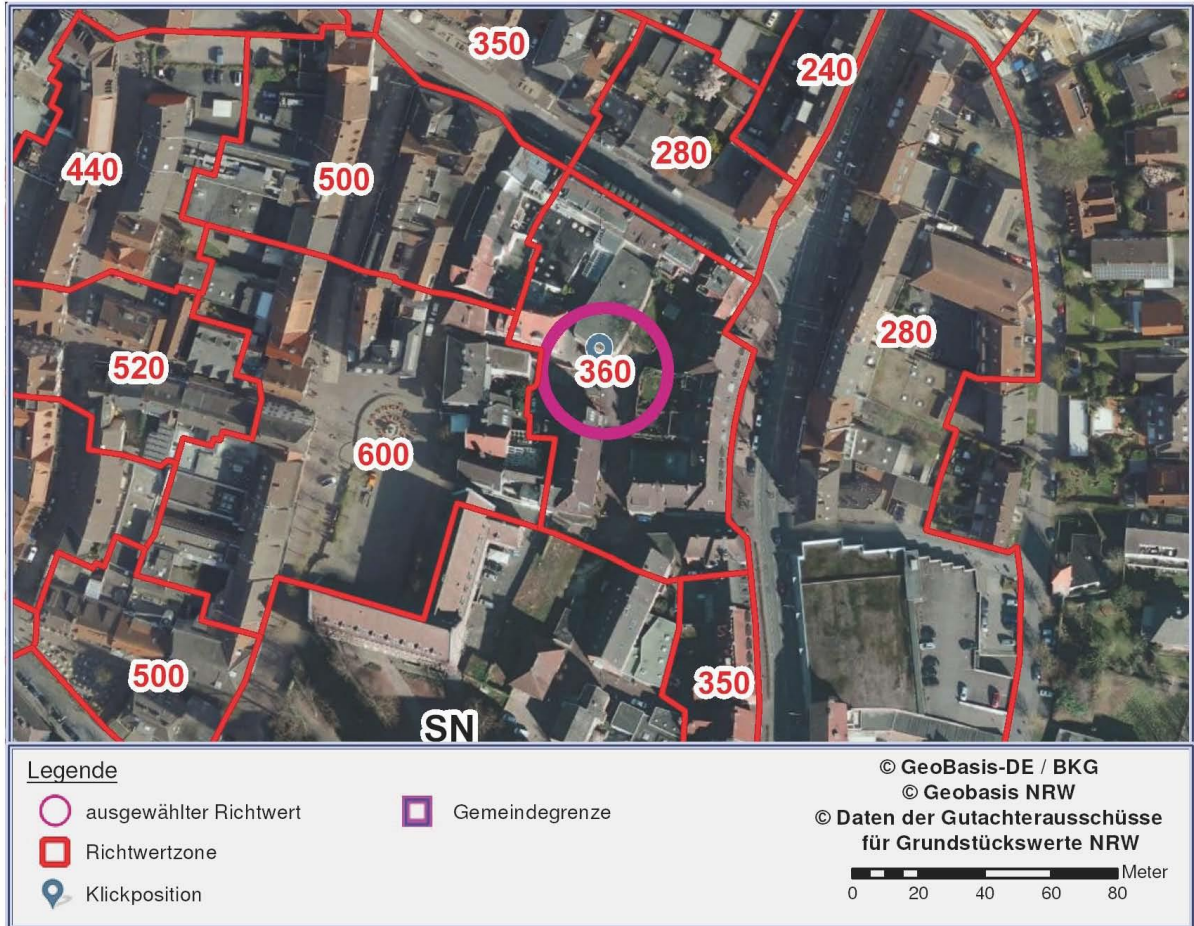 350
240
440
500
280
280
520
360
600
500
350
SN
Legende
ausgewählter Richtwert
Gemeindegrenze
Richtwertzone
Klickposition
© GeoBasis-DE / BKG
© Geobasis NRW
© Daten der Gutachterausschüsse
für Grundstückswerte NRW
Meter
0 20 40 60 80